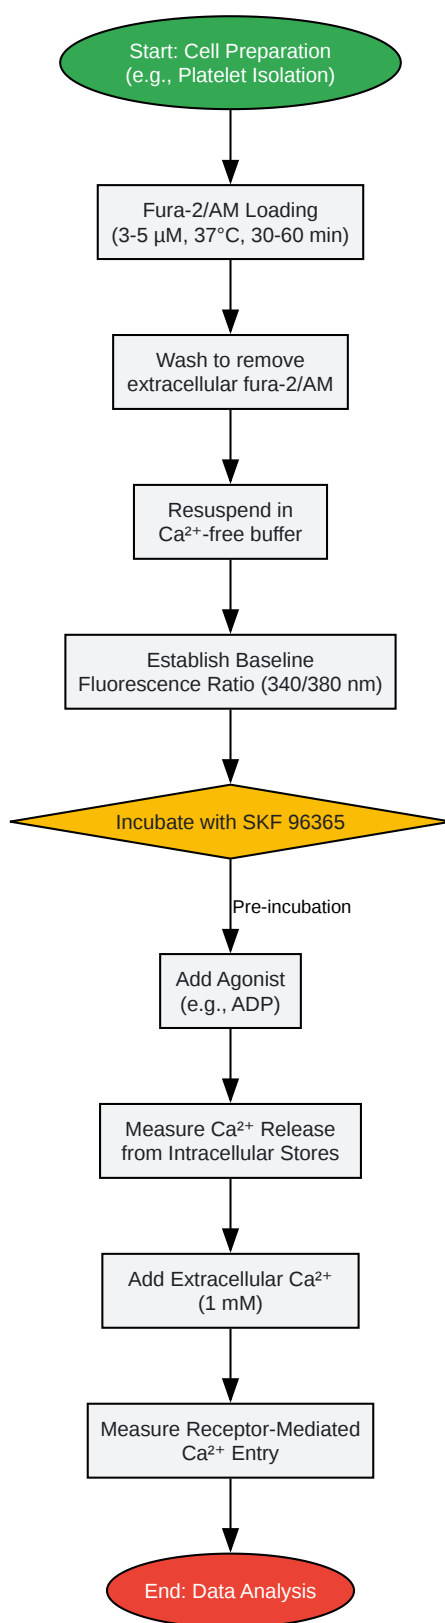 Start: Cell Preparation
(e.g., Platelet Isolation)
Fura-2/AM Loading
(3-5 µM, 37°C, 30-60 min)
Wash to remove
extracellular fura-2/AM
Resuspend in
Ca²⁺-free buffer
Establish Baseline
Fluorescence Ratio (340/380 nm)
Incubate with SKF 96365
Pre-incubation
Add Agonist
(e.g., ADP)
Measure Ca²⁺ Release
from Intracellular Stores
Add Extracellular Ca²⁺
(1 mM)
Measure Receptor-Mediated
Ca²⁺ Entry
End: Data Analysis